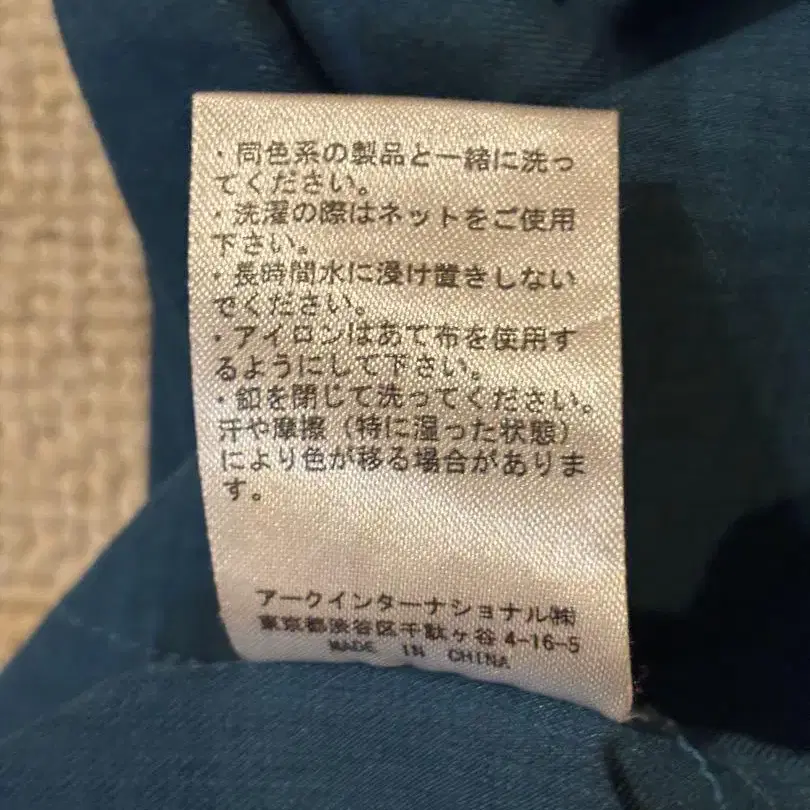 ・同色系の製品と一緒に洗っ
てください。
・洗濯の際はネットをご使用
下さい。
・長時間水に浸け置きしない
でください。
・アイロンはあて布を使用す
るようにして下さい。
・釦を閉じて洗ってください。
汗や摩擦（特に湿った状態）
により色が移る場合がありま
す。
アークインターナショナル㈱
東京都渋谷区千駄ヶ谷 4-16-5
MADE IN CHINA